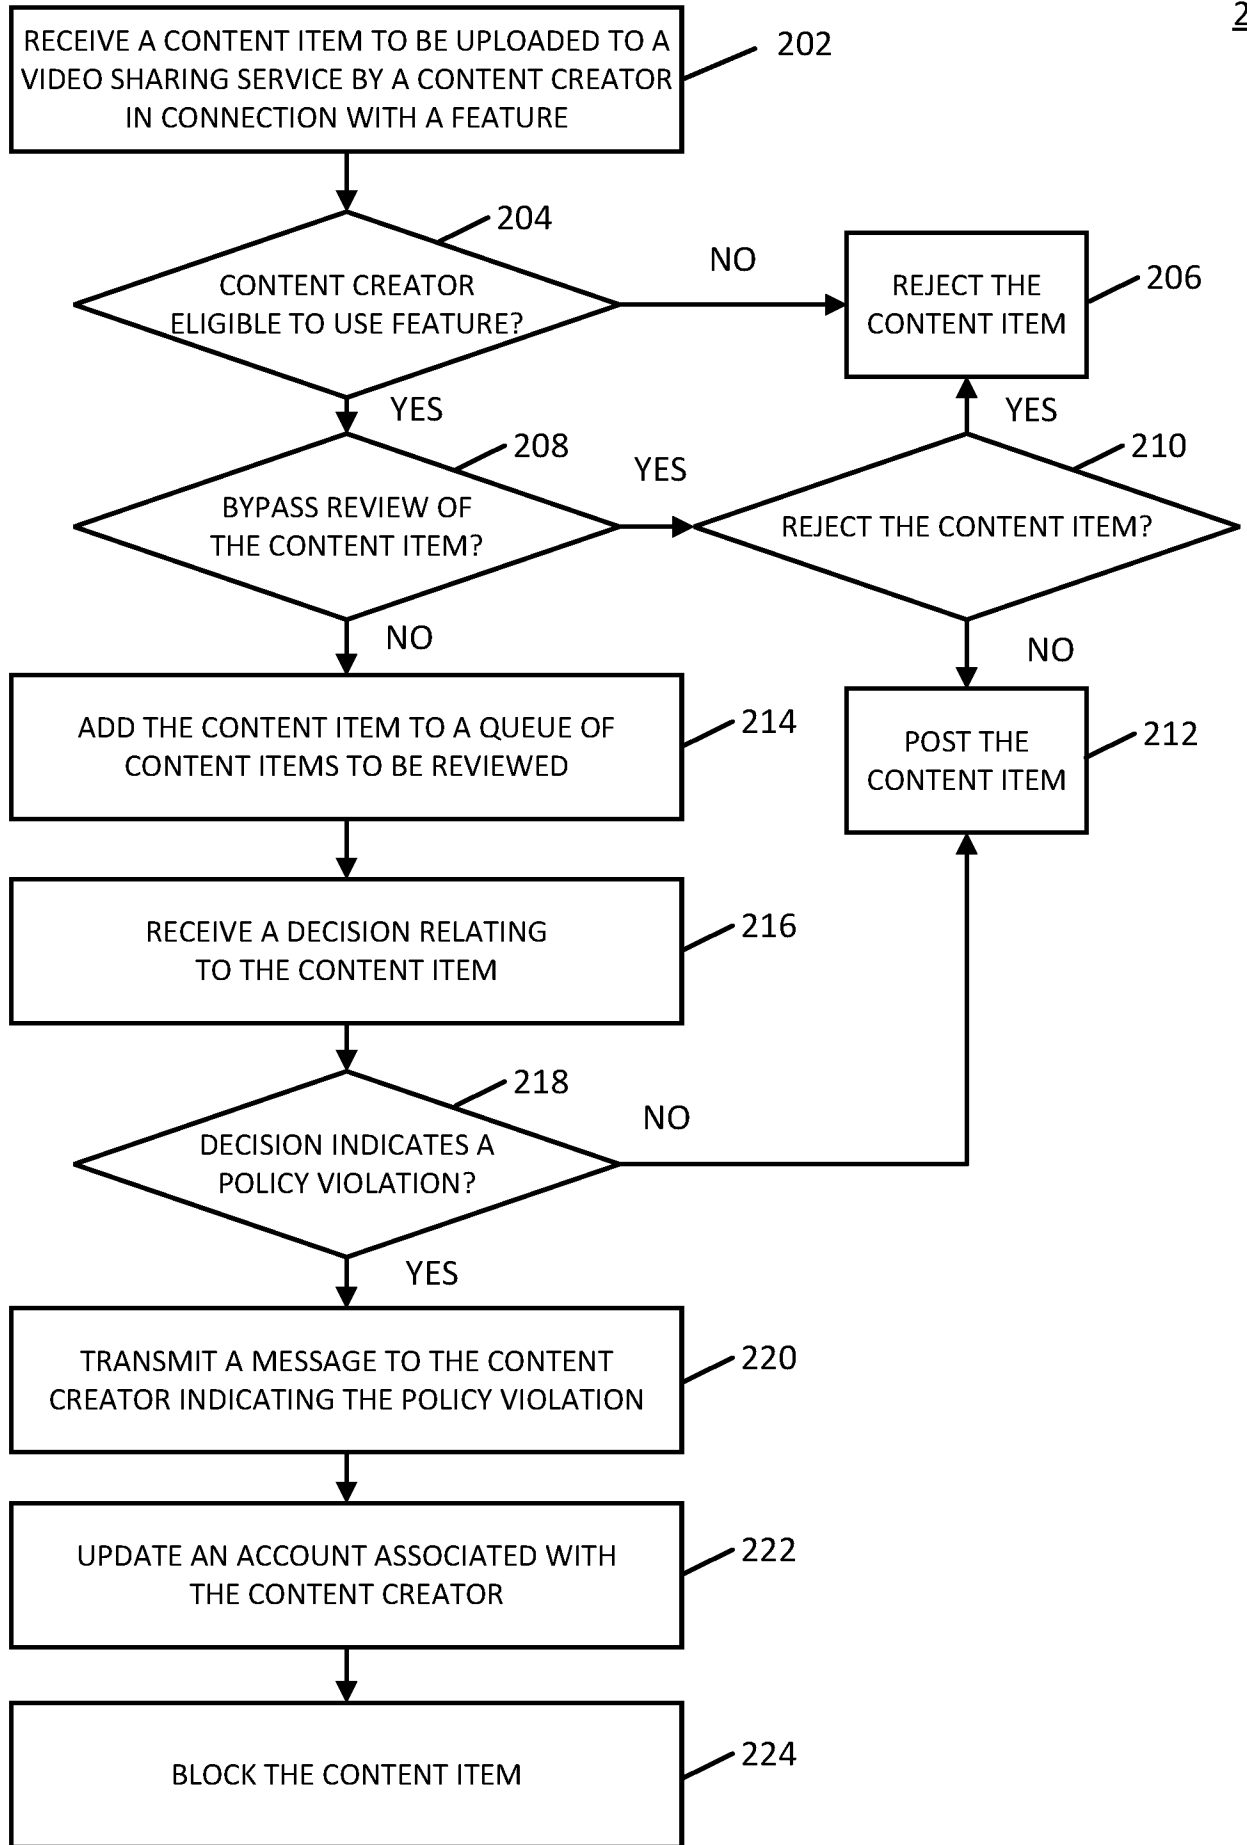 2
RECEIVE A CONTENT ITEM TO BE UPLOADED TO A
VIDEO SHARING SERVICE BY A CONTENT CREATOR
IN CONNECTION WITH A FEATURE
202
204
CONTENT CREATOR
ELIGIBLE TO USE FEATURE?
NO
REJECT THE
CONTENT ITEM
206
YES
YES
208
BYPASS REVIEW OF
THE CONTENT ITEM?
YES
210
REJECT THE CONTENT ITEM?
NO
NO
ADD THE CONTENT ITEM TO A QUEUE OF
CONTENT ITEMS TO BE REVIEWED
214
POST THE
CONTENT ITEM
212
RECEIVE A DECISION RELATING
TO THE CONTENT ITEM
216
218
DECISION INDICATES A
POLICY VIOLATION?
NO
YES
TRANSMIT A MESSAGE TO THE CONTENT
CREATOR INDICATING THE POLICY VIOLATION
220
UPDATE AN ACCOUNT ASSOCIATED WITH
THE CONTENT CREATOR
222
BLOCK THE CONTENT ITEM
224